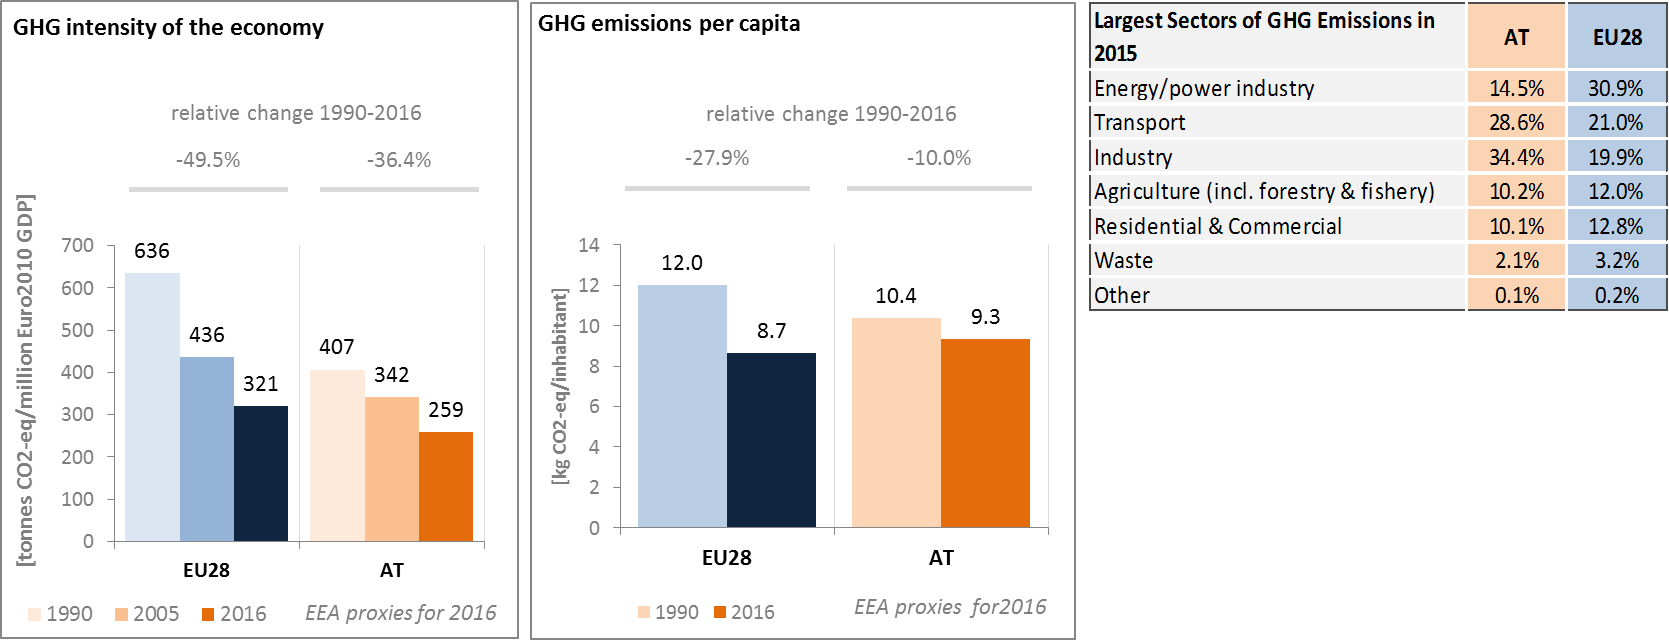 GHG intensity of the economy
relative change 1990-2016
-49.5% -36.4%
[tonnes CO2-eq/million Euro2010 GDP]
700
600
500
400
300
200
100
0
636
436
321
407
342
259
EU28 AT
1990 2005 2016 EEA proxies for 2016
GHG emissions per capita
relative change 1990-2016
-27.9% -10.0%
[kg CO2-eq/inhabitant]
14
12
10
8
6
4
2
0
12.0
8.7
10.4
9.3
EU28 AT
1990 2016 EEA proxies for2016
Largest Sectors of GHG Emissions in
2015 AT EU28
Energy/power industry 14.5% 30.9%
Transport 28.6% 21.0%
Industry 34.4% 19.9%
Agriculture (incl. forestry & fishery) 10.2% 12.0%
Residential & Commercial 10.1% 12.8%
Waste 2.1% 3.2%
Other 0.1% 0.2%